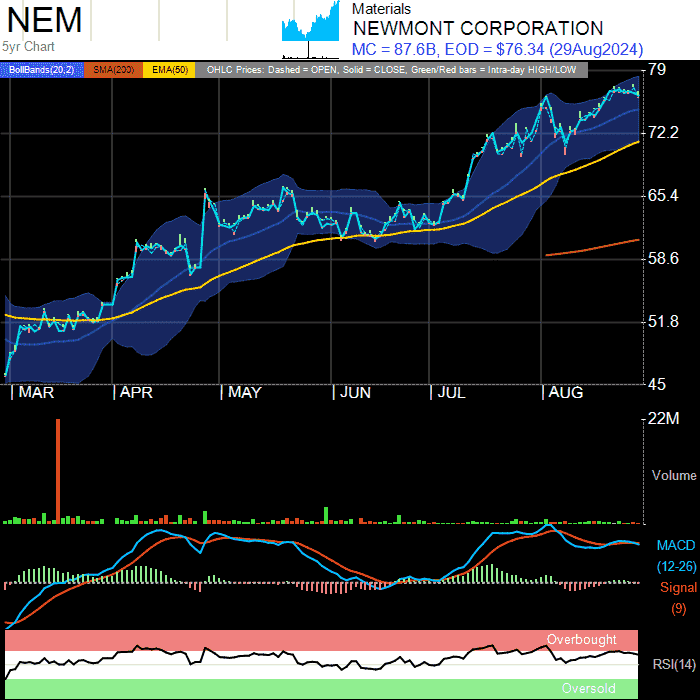 NEM
5yr Chart
Materials
NEWMONT CORPORATION
MC = 87.6B, EOD = $76.34 (29Aug2024)
BollBands(20,2) SMA(200) EMA(50) OHLC Prices: Dashed = OPEN, Solid = CLOSE, Green/Red bars = Intra-day HIGH/LOW
79
72.2
65.4
58.6
51.8
45
MAR APR MAY JUN JUL AUG
22M
Volume
MACD
(12-26)
Signal
(9)
Overbought
RSI(14)
Oversold